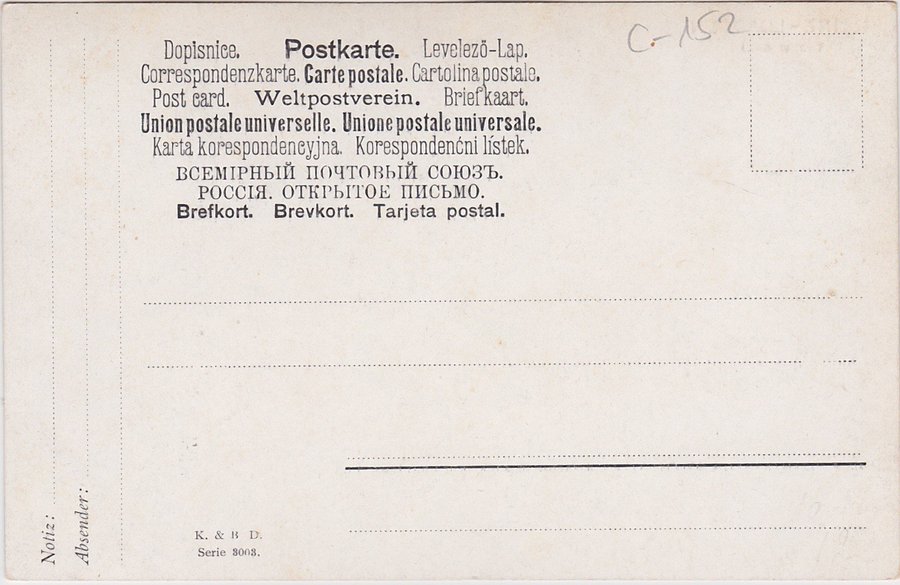 C-152
Dopisnice. Postkarte. Levelező-Lap.
Correspondenzkarte. Carte postale. Cartolina postale.
Post card. Weltpostverein. Briefkaart.
Union postale universelle. Unione postale universale.
Karta korespondencyjna. Korespondenćni lístek.
ВСЕМІРНЫЙ ПОЧТОВЫЙ СОЮЗЪ.
РОССІЯ. ОТКРЫТОЕ ПИСЬМО.
Brefkort. Brevkort. Tarjeta postal.
Notiz:
Absender:
K. & B D.
Serie 3003.